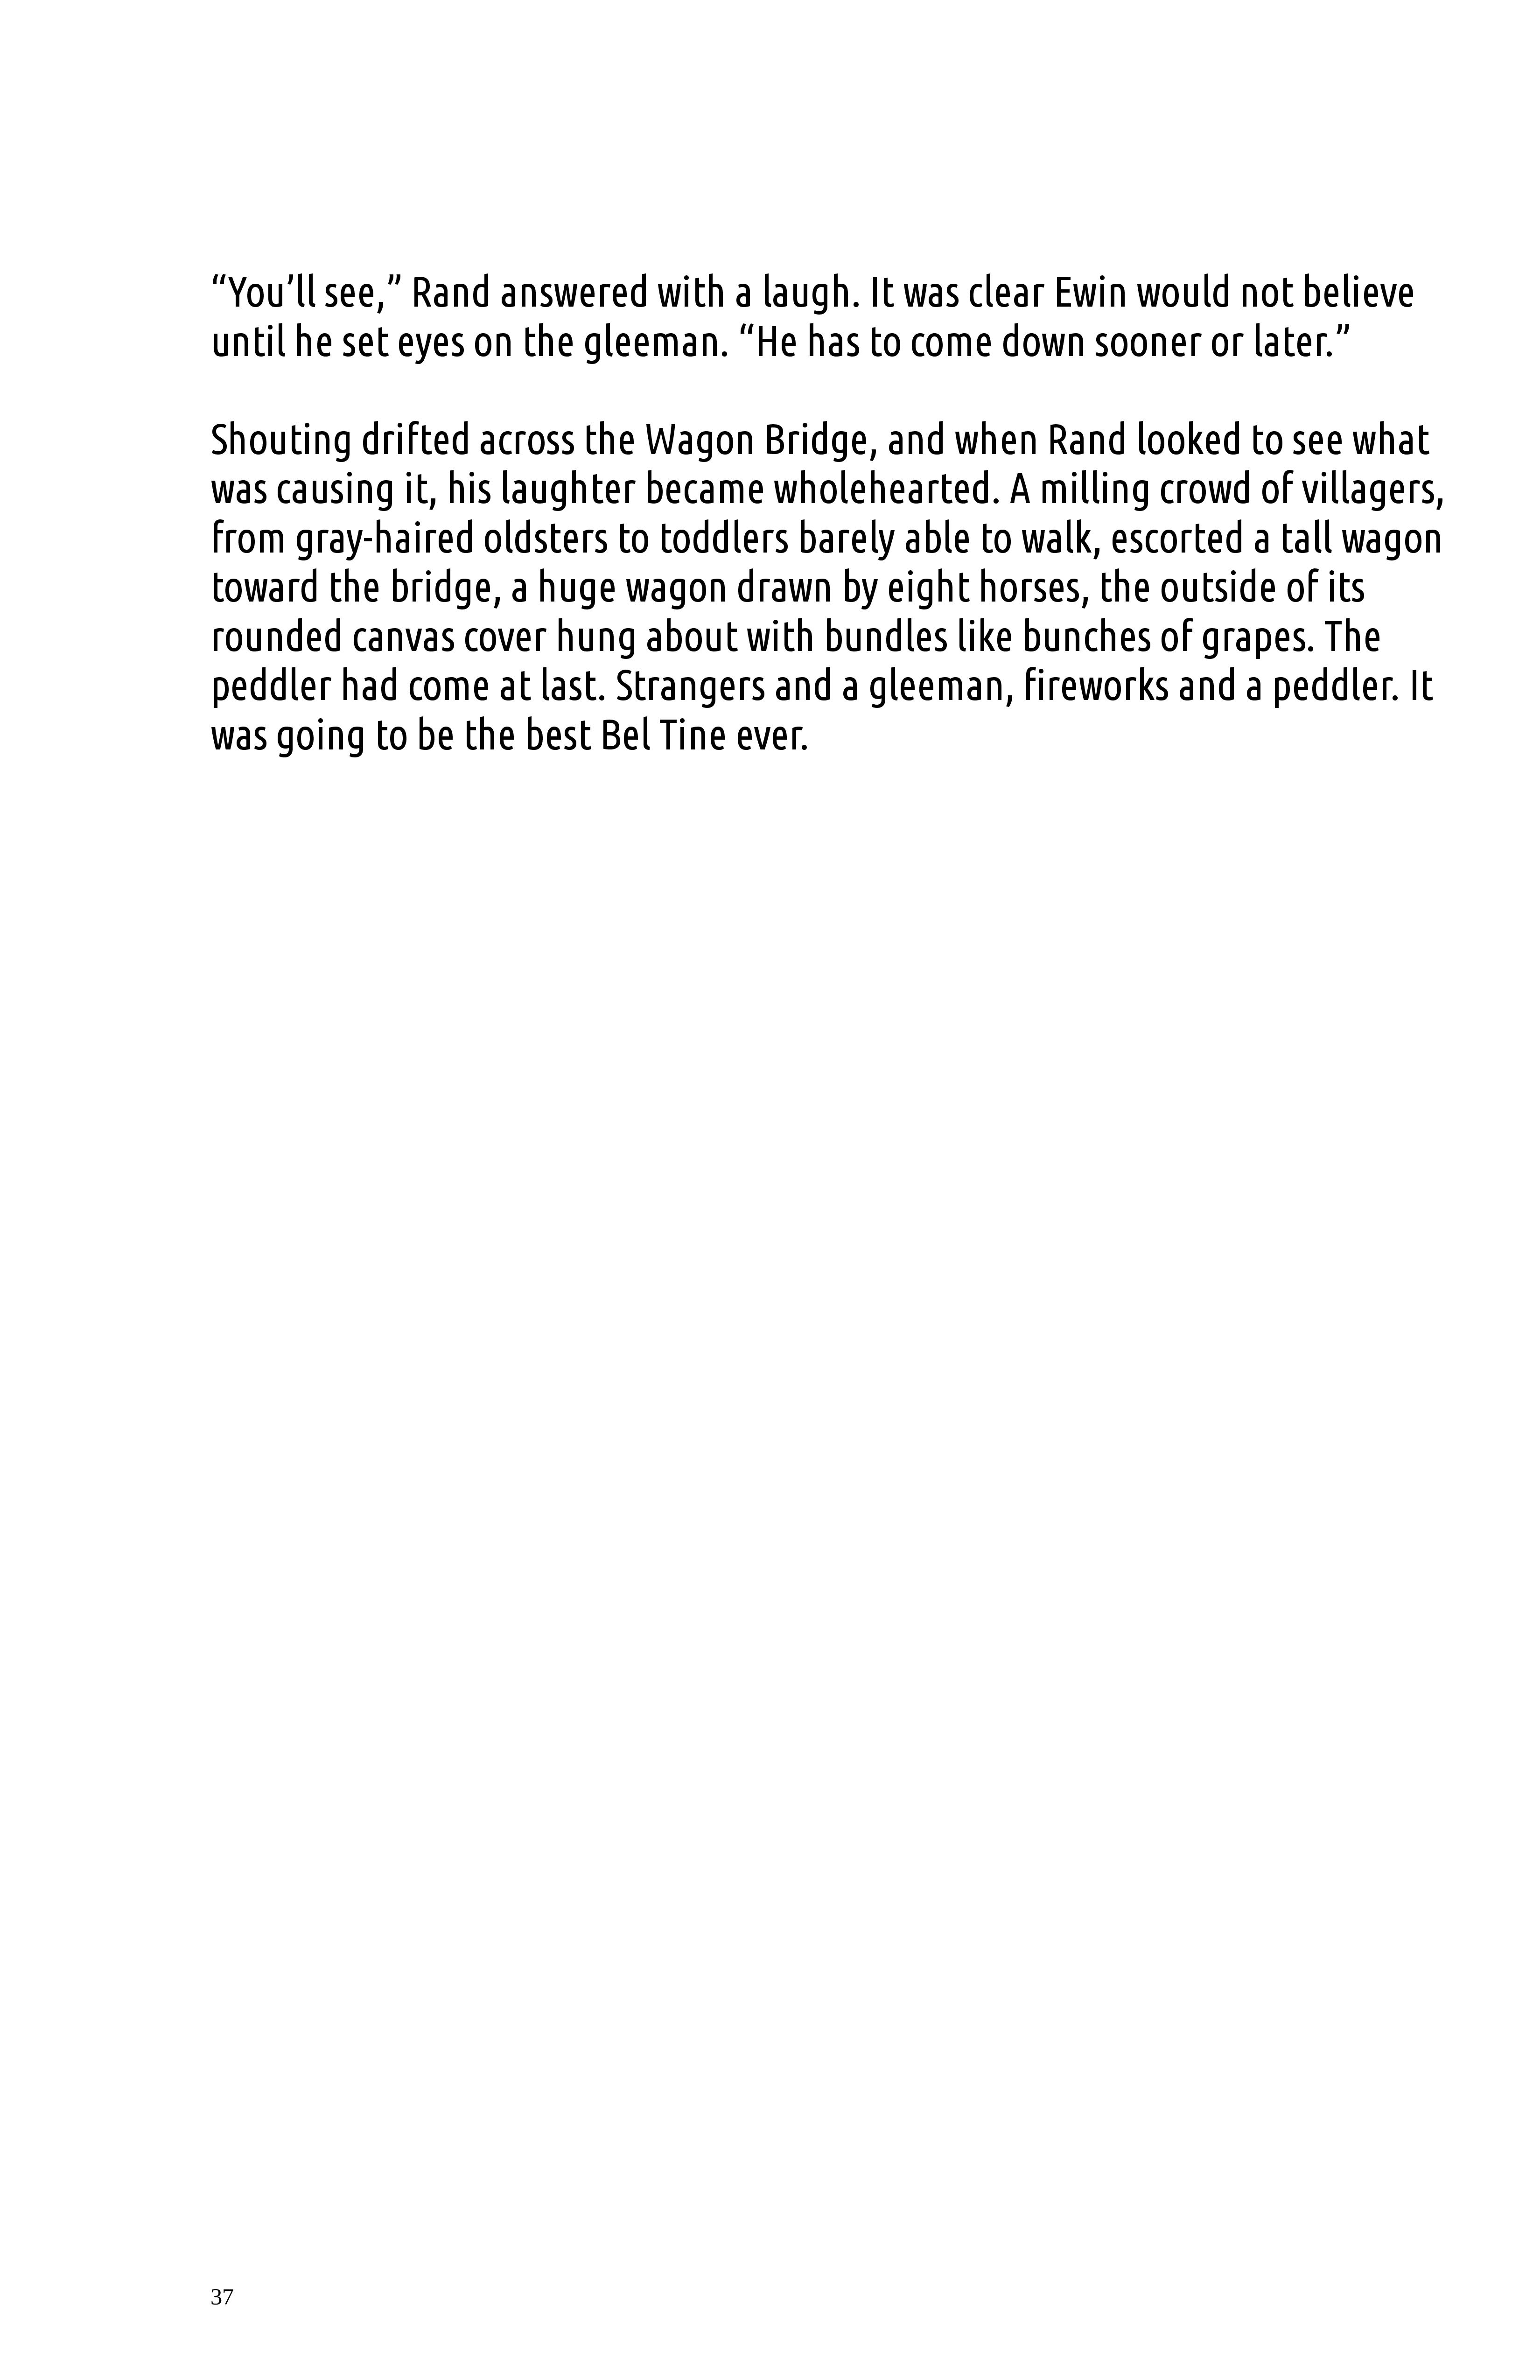 “You’ll see,” Rand answered with a laugh. It was clear Ewin would not believe
until he set eyes on the gleeman. “He has to come down sooner or later.”
Shouting drifted across the Wagon Bridge, and when Rand looked to see what
was causing it, his laughter became wholehearted. A milling crowd of villagers,
from gray-haired oldsters to toddlers barely able to walk, escorted a tall wagon
toward the bridge, a huge wagon drawn by eight horses, the outside of its
rounded canvas cover hung about with bundles like bunches of grapes. The
peddler had come at last. Strangers and a gleeman, fireworks and a peddler. It
was going to be the best Bel Tine ever.
37